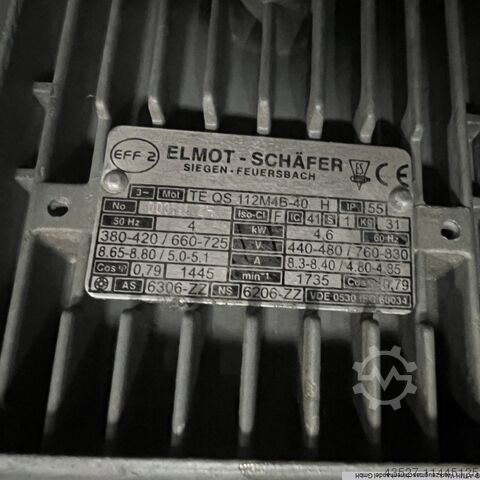 EFF 2 ELMOT - SCHÄFER CE
SIEGEN - FEUERSBACH
3~ Mot TE QS 112M4B-40 H IP 55
No Iso-Cl F IC 41 S 1 Kg 31
50 Hz 4 kW 4.6 60 Hz
380-420 / 660-725 V 440-480 / 760-830
8.65-8.80 / 5.0-5.1 A 8.3-8.40 / 4.80-4.85
Cos φ 0,79 1445 min⁻¹ 1735 Cos 0,79
AS 6306-ZZ NS 6206-ZZ VDE 0530 IEC 60034